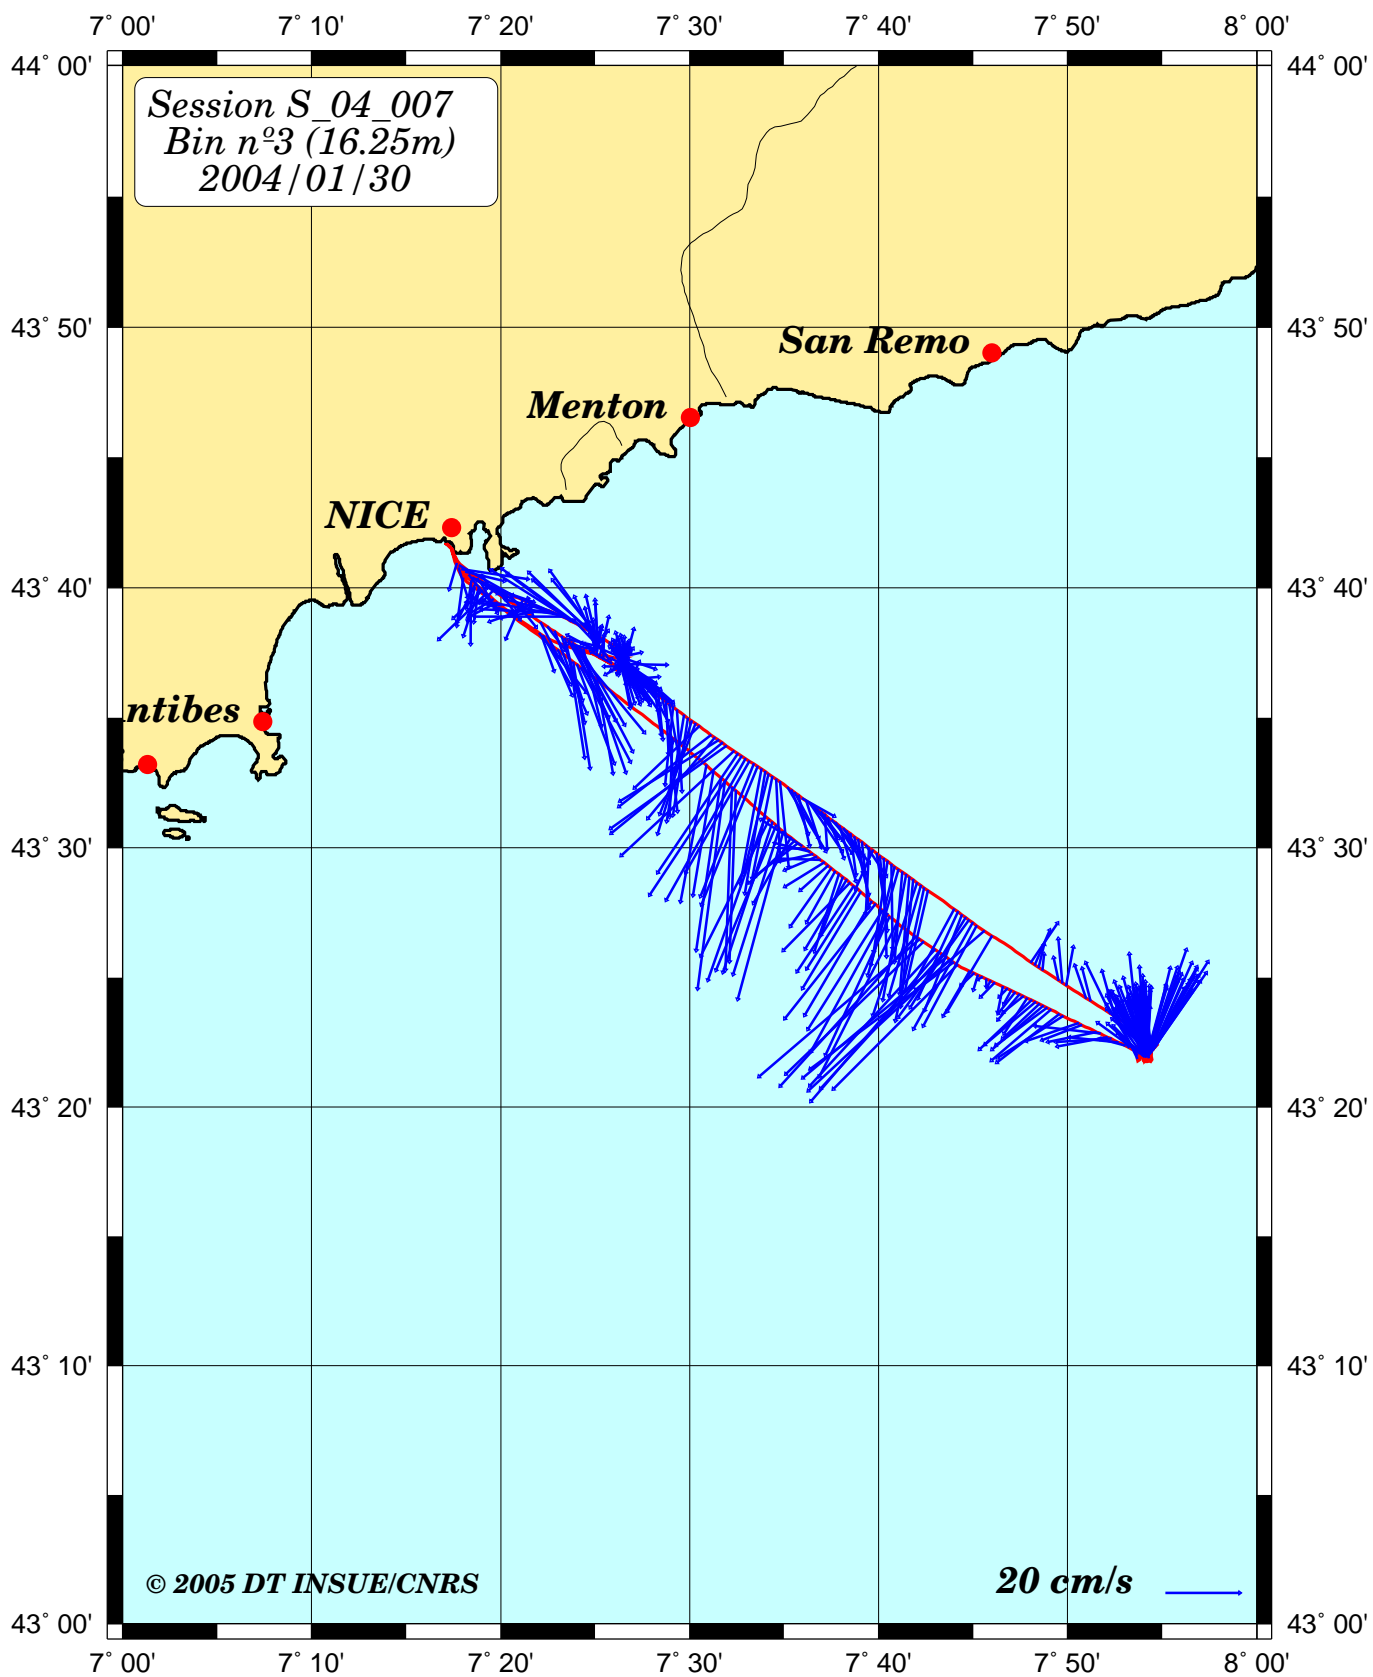 7° 00' 7° 10' 7° 20' 7° 30' 7° 40' 7° 50' 8° 00'
44° 00' 44° 00'
Session S_04_007
Bin nº3 (16.25m)
2004/01/30
43° 50' 43° 50'
San Remo
Menton
NICE
43° 40' 43° 40'
ntibes
43° 30' 43° 30'
43° 20' 43° 20'
43° 10' 43° 10'
© 2005 DT INSUE/CNRS 20 cm/s
43° 00' 43° 00'
7° 00' 7° 10' 7° 20' 7° 30' 7° 40' 7° 50' 8° 00'